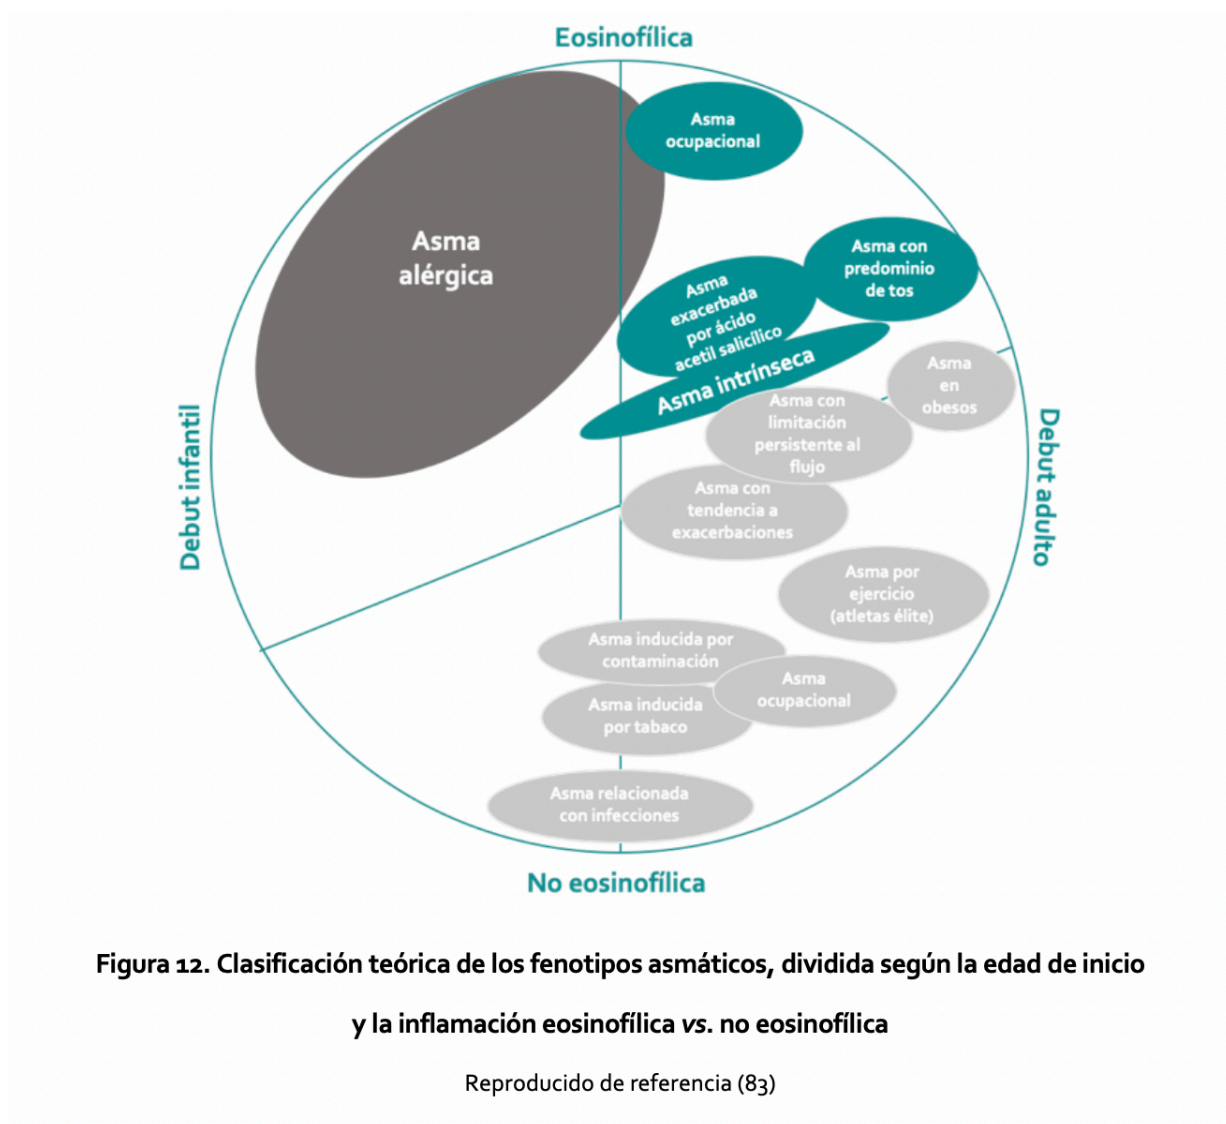 Eosinofílica
Asma
ocupacional
Asma
alérgica
Asma con
predominio
de tos
Asma
exacerbada
por ácido
acetil salicílico
Asma intrínseca
Asma
en
obesos
Asma con
limitación
persistente al
flujo
Debut infantil
Debut adulto
Asma con
tendencia a
exacerbaciones
Asma por
ejercicio
(atletas élite)
Asma inducida por
contaminación
Asma
ocupacional
Asma inducida
por tabaco
Asma relacionada
con infecciones
No eosinofílica
Figura 12. Clasificación teórica de los fenotipos asmáticos, dividida según la edad de inicio
y la inflamación eosinofílica vs. no eosinofílica
Reproducido de referencia (83)